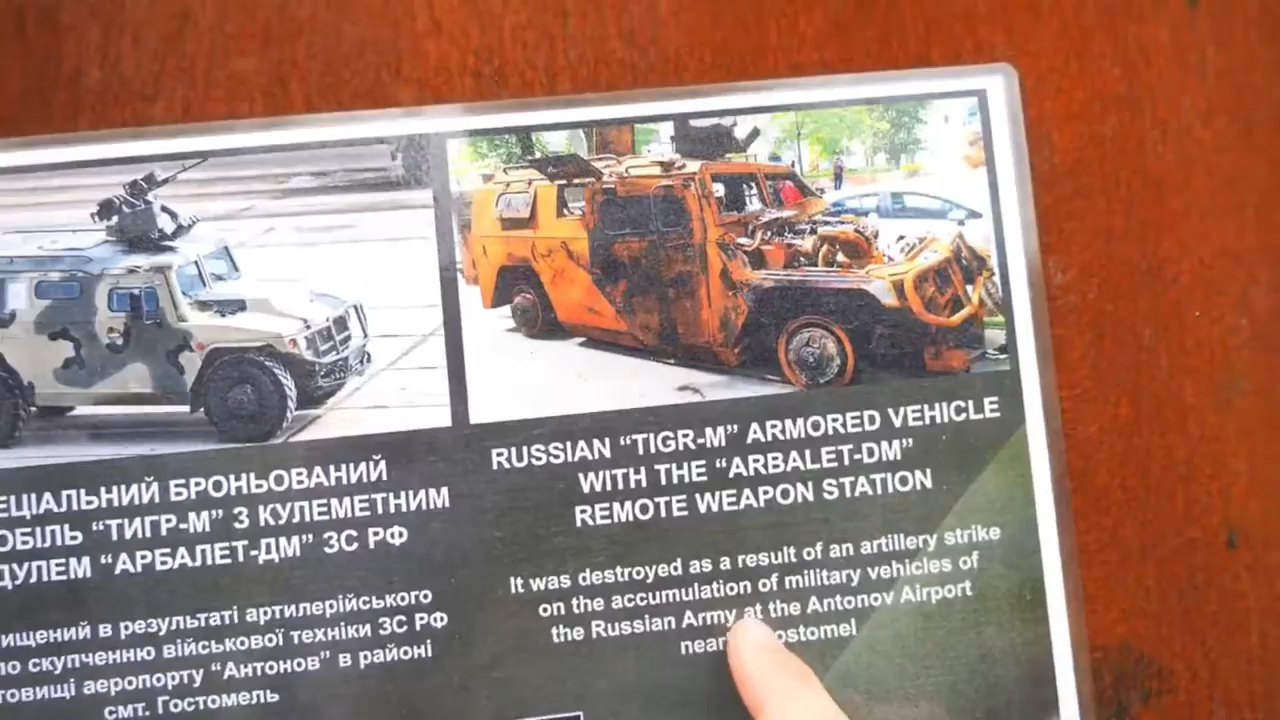 ЕЦІАЛЬНИЙ БРОНЬОВАНИЙ
ОБІЛЬ “ТИГР-М” З КУЛЕМЕТНИМ
ДУЛЕМ “АРБАЛЕТ-ДМ” ЗС РФ
ищений в результаті артилерійського
по скупченню військової техніки ЗС РФ
товищі аеропорту “Антонов” в районі
смт. Гостомель
RUSSIAN “TIGR-M” ARMORED VEHICLE
WITH THE “ARBALET-DM”
REMOTE WEAPON STATION
It was destroyed as a result of an artillery strike
on the accumulation of military vehicles of
the Russian Army at the Antonov Airport
near ostomel